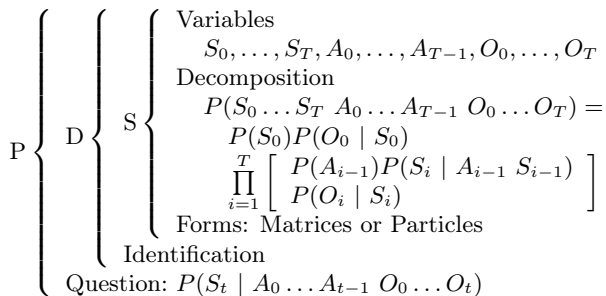 Variables
S_0, . . . , S_T, A_0, . . . , A_{T−1}, O_0, . . . , O_T
Decomposition
P(S_0 . . . S_T A_0 . . . A_{T−1} O_0 . . . O_T) =
P(S_0)P(O_0 | S_0)
∏_{i=1}^{T} [ P(A_{i−1})P(S_i | A_{i−1} S_{i−1})
P(O_i | S_i) ]
Forms: Matrices or Particles
S
Identification
D
Question: P(S_t | A_0 . . . A_{t−1} O_0 . . . O_t)
P